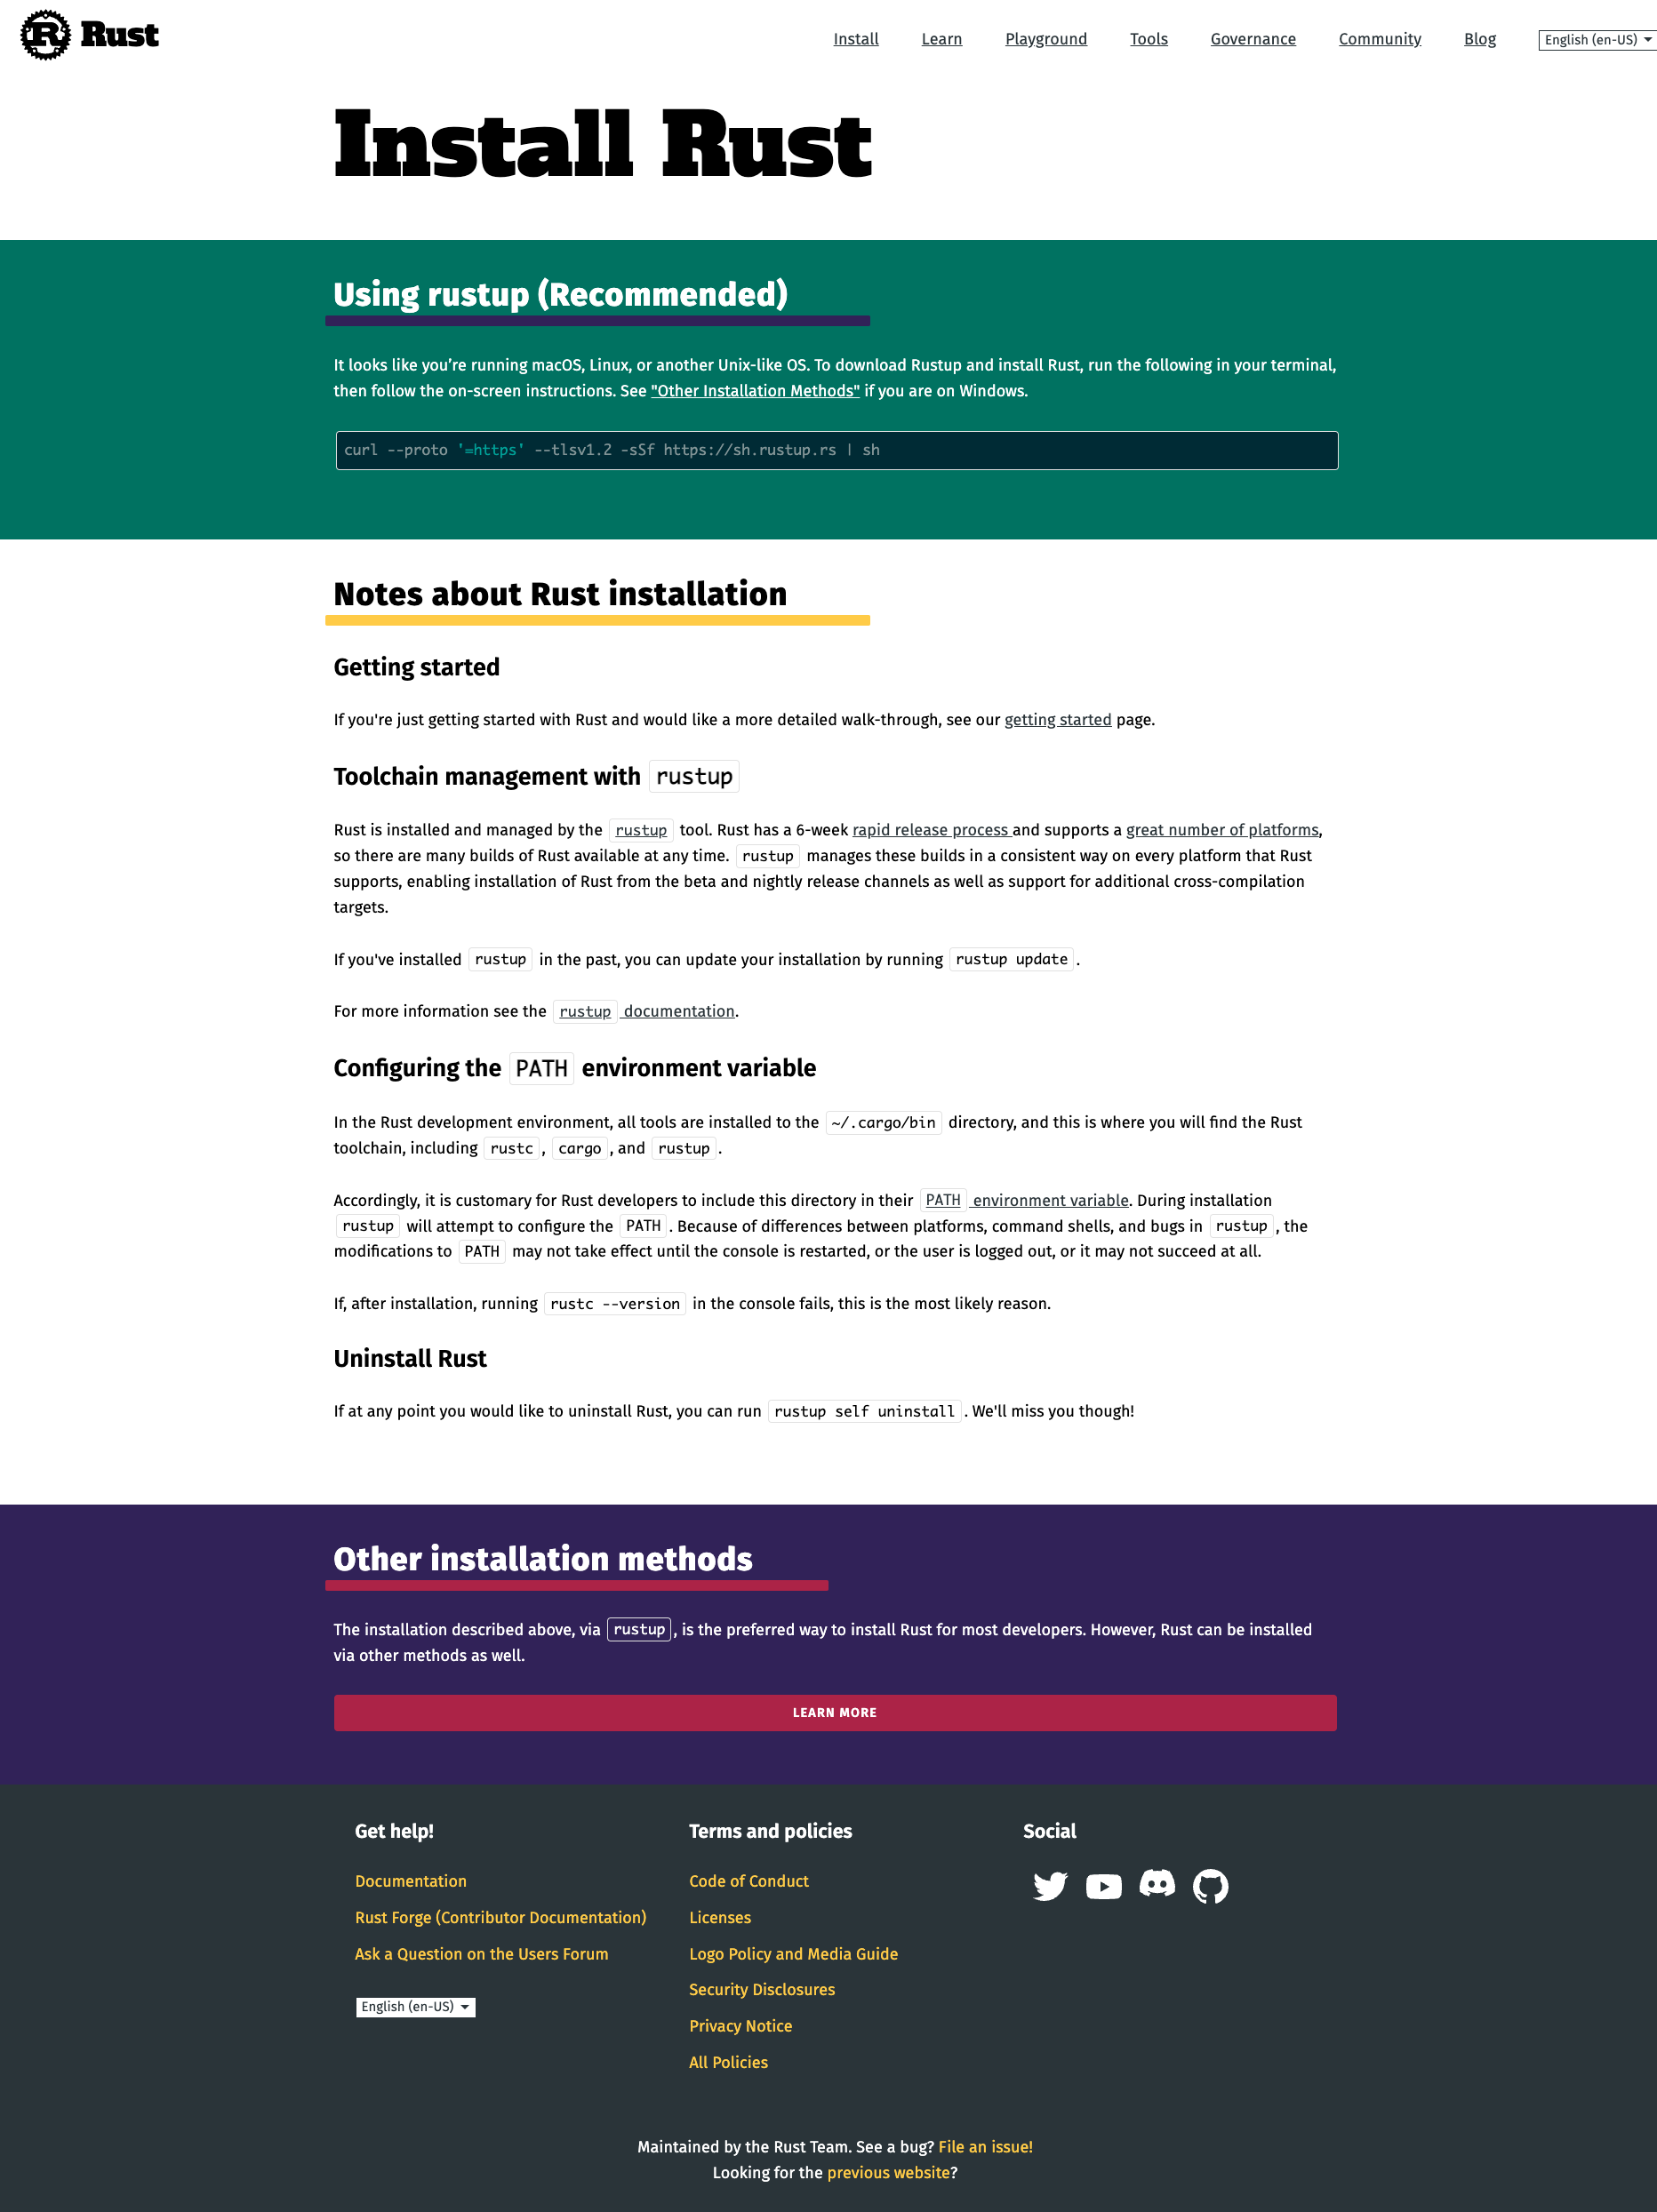 Rust
Install Learn Playground Tools Governance Community Blog English (en-US)
Install Rust
Using rustup (Recommended)
It looks like you’re running macOS, Linux, or another Unix-like OS. To download Rustup and install Rust, run the following in your terminal,
then follow the on-screen instructions. See "Other Installation Methods" if you are on Windows.
curl --proto '=https' --tlsv1.2 -sSf https://sh.rustup.rs | sh
Notes about Rust installation
Getting started
If you're just getting started with Rust and would like a more detailed walk-through, see our getting started page.
Toolchain management with rustup
Rust is installed and managed by the rustup tool. Rust has a 6-week rapid release process and supports a great number of platforms,
so there are many builds of Rust available at any time. rustup manages these builds in a consistent way on every platform that Rust
supports, enabling installation of Rust from the beta and nightly release channels as well as support for additional cross-compilation
targets.
If you've installed rustup in the past, you can update your installation by running rustup update.
For more information see the rustup documentation.
Configuring the PATH environment variable
In the Rust development environment, all tools are installed to the ~/.cargo/bin directory, and this is where you will find the Rust
toolchain, including rustc, cargo, and rustup.
Accordingly, it is customary for Rust developers to include this directory in their PATH environment variable. During installation
rustup will attempt to configure the PATH. Because of differences between platforms, command shells, and bugs in rustup, the
modifications to PATH may not take effect until the console is restarted, or the user is logged out, or it may not succeed at all.
If, after installation, running rustc --version in the console fails, this is the most likely reason.
Uninstall Rust
If at any point you would like to uninstall Rust, you can run rustup self uninstall. We'll miss you though!
Other installation methods
The installation described above, via rustup, is the preferred way to install Rust for most developers. However, Rust can be installed
via other methods as well.
LEARN MORE
Get help!
Documentation
Rust Forge (Contributor Documentation)
Ask a Question on the Users Forum
English (en-US)
Terms and policies
Code of Conduct
Licenses
Logo Policy and Media Guide
Security Disclosures
Privacy Notice
All Policies
Social
Maintained by the Rust Team. See a bug? File an issue!
Looking for the previous website?